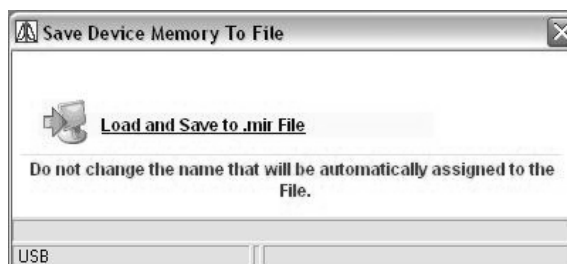 Save Device Memory To File
Load and Save to .mir File
Do not change the name that will be automatically assigned to the
File.
USB